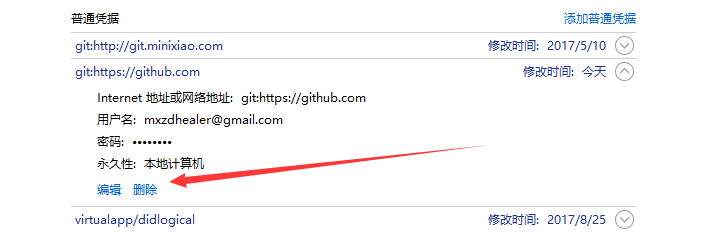 普通凭据 添加普通凭据
git:http://git.minixiao.com 修改时间: 2017/5/10
git:https://github.com 修改时间: 今天
Internet 地址或网络地址: git:https://github.com
用户名: mxzdhealer@gmail.com
密码: ••••••••
永久性: 本地计算机
编辑 删除
virtualapp/didlogical 修改时间: 2017/8/25